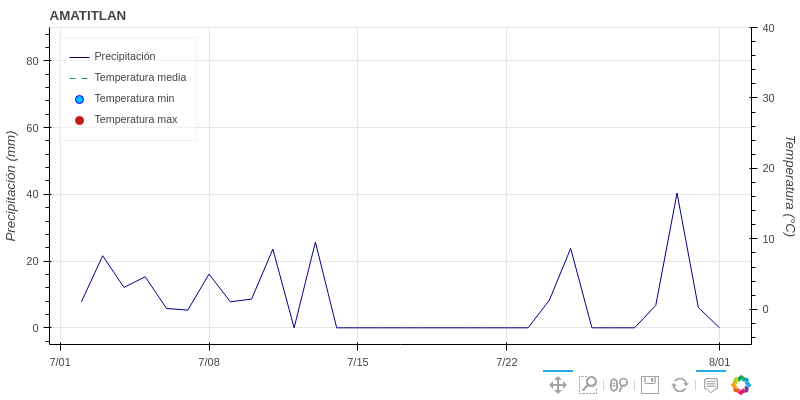 AMATITLAN
Precipitación
Temperatura media
Temperatura min
Temperatura max
Precipitación (mm)
80
60
40
20
0
Temperatura (°C)
40
30
20
10
0
7/01
7/08
7/15
7/22
8/01